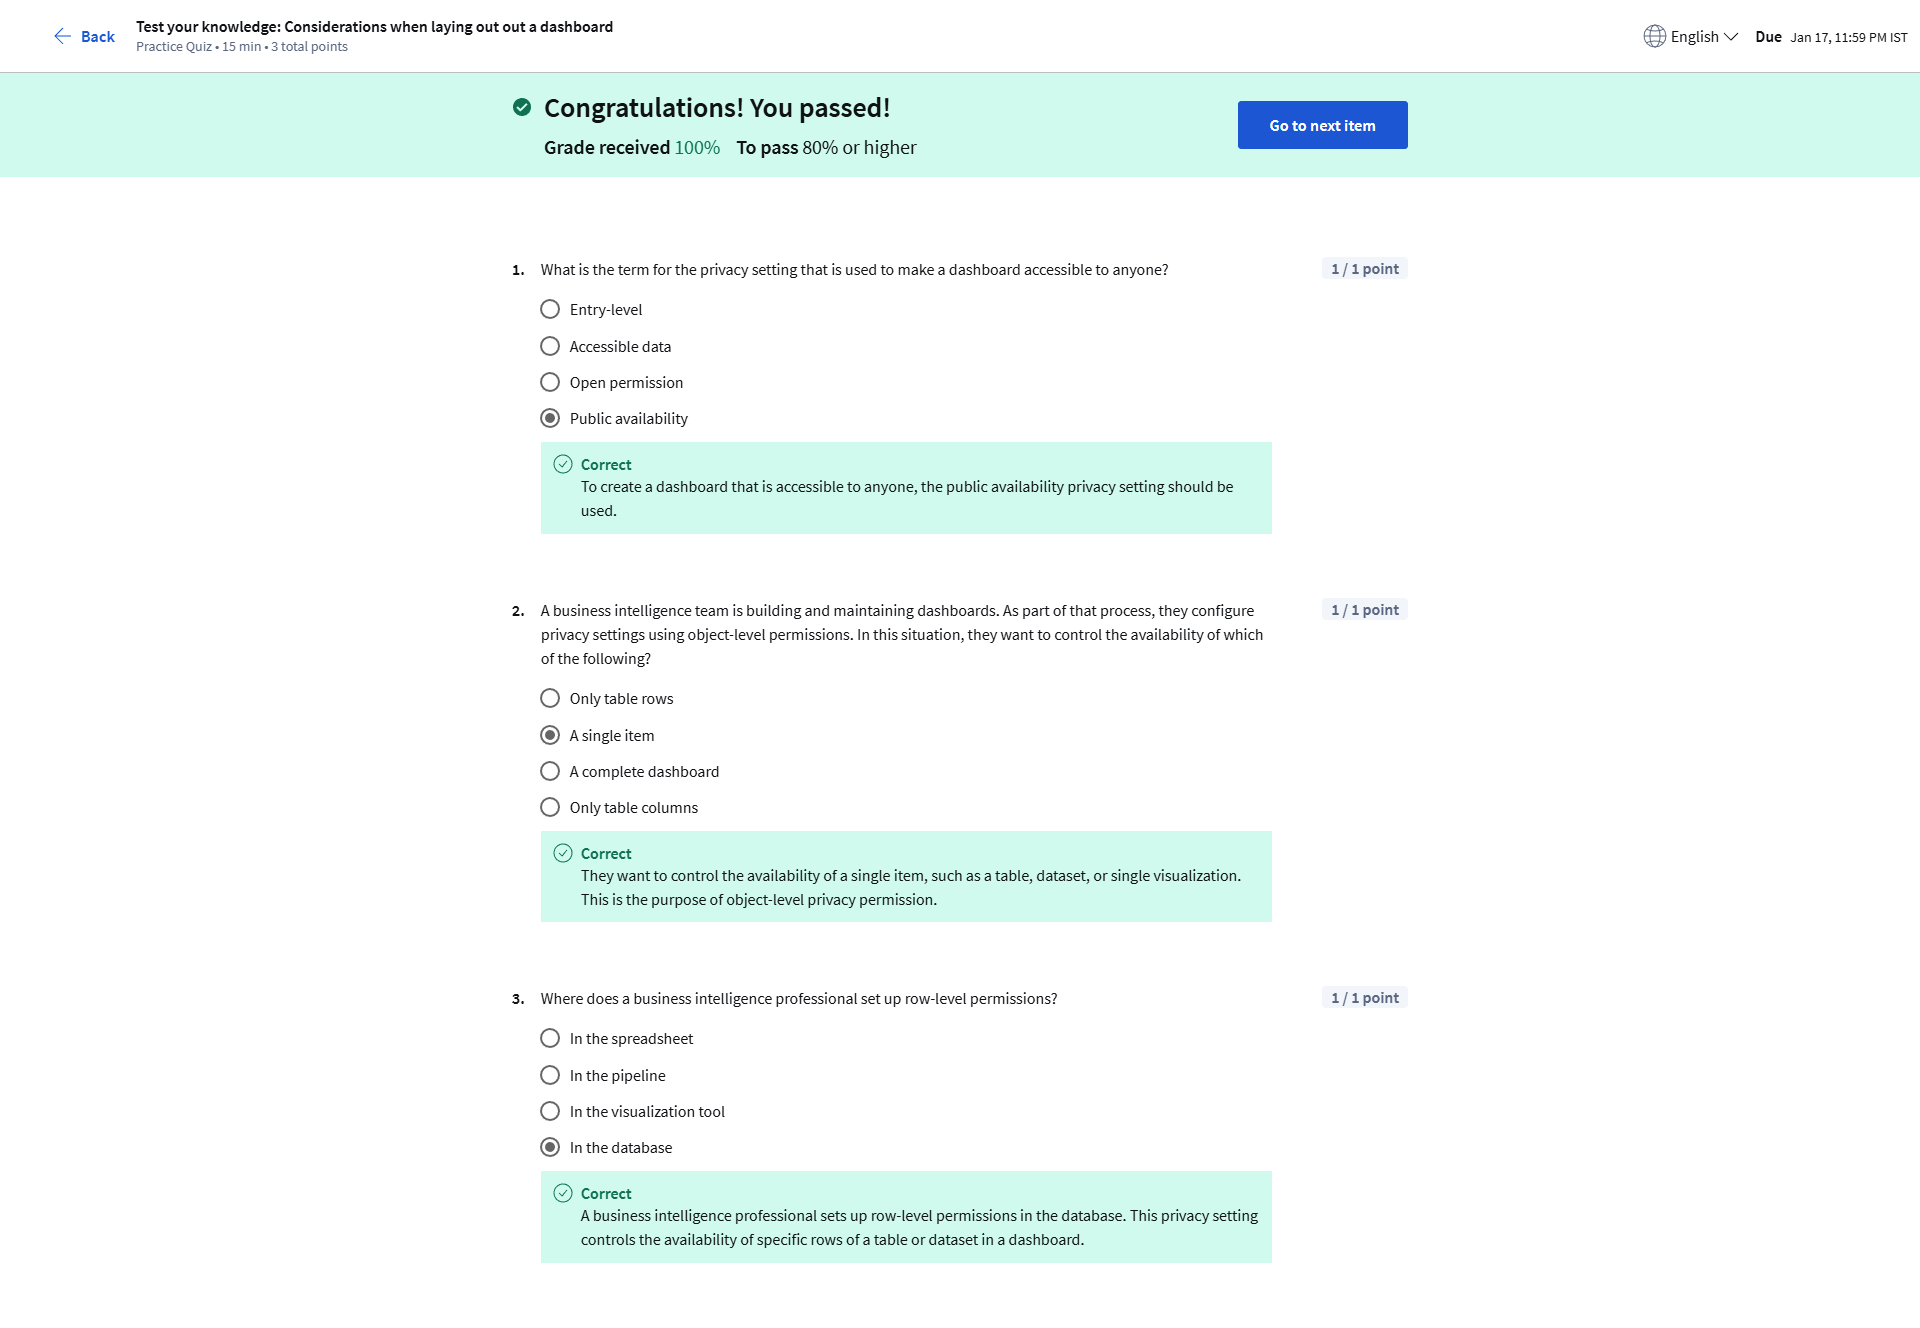 Back
Test your knowledge: Considerations when laying out out a dashboard
Practice Quiz • 15 min • 3 total points
English
Due Jan 17, 11:59 PM IST
Congratulations! You passed!
Grade received 100% To pass 80% or higher
Go to next item
1. What is the term for the privacy setting that is used to make a dashboard accessible to anyone?
1 / 1 point
Entry-level
Accessible data
Open permission
Public availability
Correct
To create a dashboard that is accessible to anyone, the public availability privacy setting should be
used.
2. A business intelligence team is building and maintaining dashboards. As part of that process, they configure
privacy settings using object-level permissions. In this situation, they want to control the availability of which
of the following?
1 / 1 point
Only table rows
A single item
A complete dashboard
Only table columns
Correct
They want to control the availability of a single item, such as a table, dataset, or single visualization.
This is the purpose of object-level privacy permission.
3. Where does a business intelligence professional set up row-level permissions?
1 / 1 point
In the spreadsheet
In the pipeline
In the visualization tool
In the database
Correct
A business intelligence professional sets up row-level permissions in the database. This privacy setting
controls the availability of specific rows of a table or dataset in a dashboard.